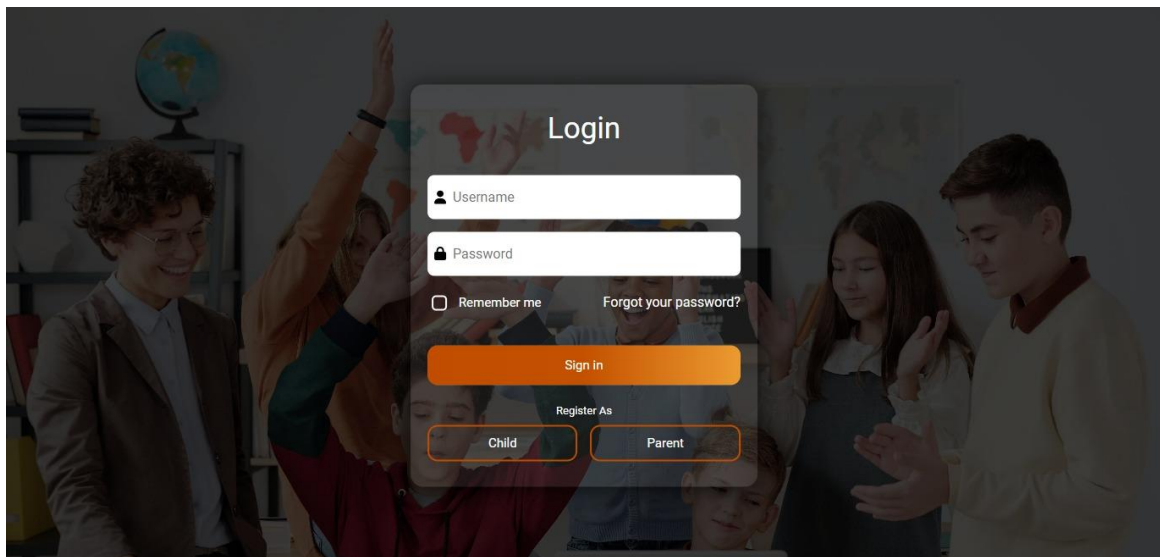 Login
Username
Password
Remember me Forgot your password?
Sign in
Register As
Child Parent